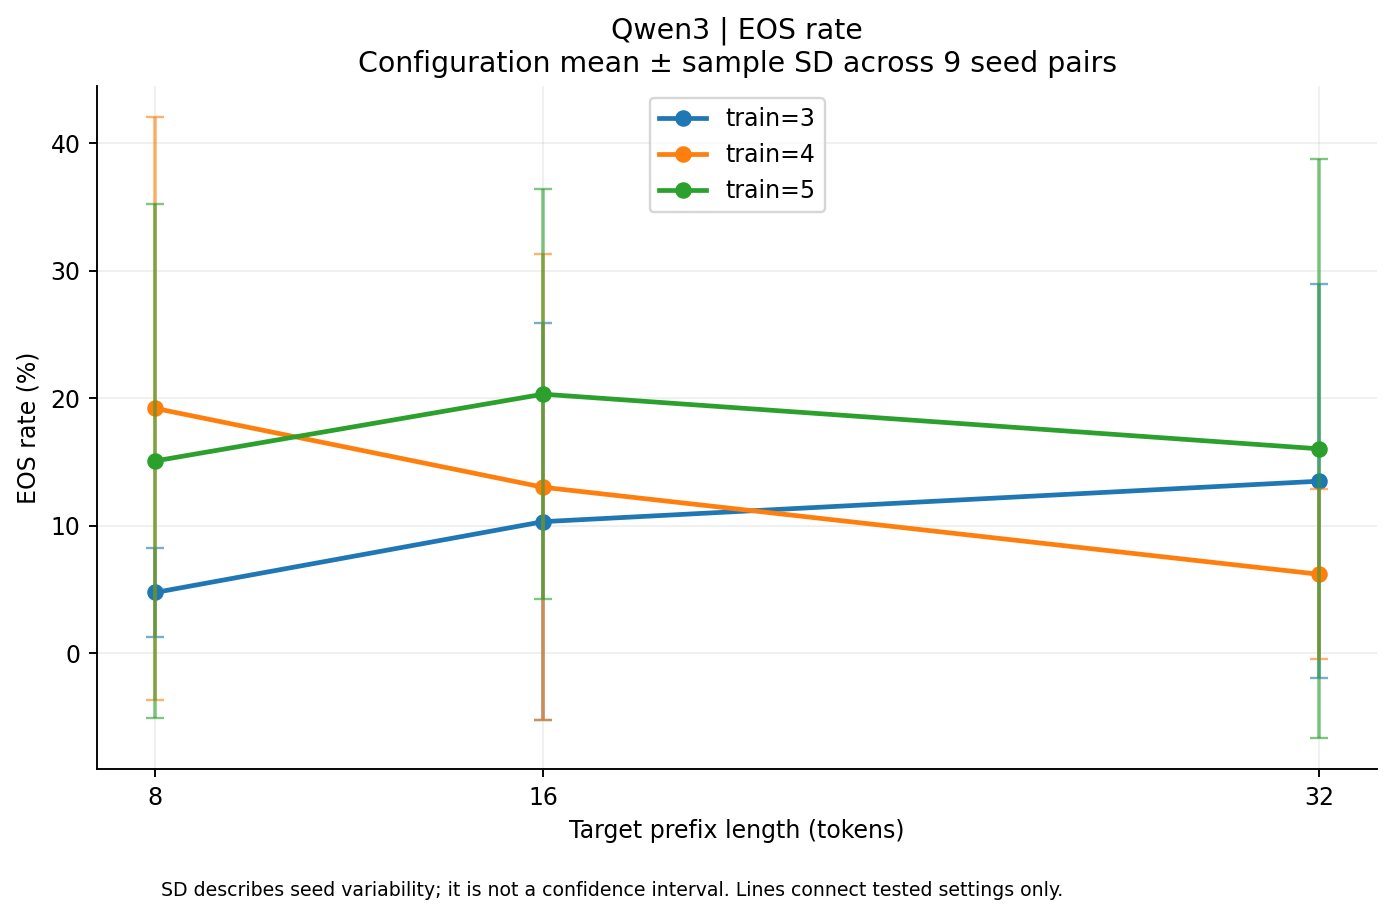 Qwen3 | EOS rate
Configuration mean ± sample SD across 9 seed pairs
train=3
train=4
train=5
EOS rate (%)
40
30
20
10
0
8
16
32
Target prefix length (tokens)
SD describes seed variability; it is not a confidence interval. Lines connect tested settings only.